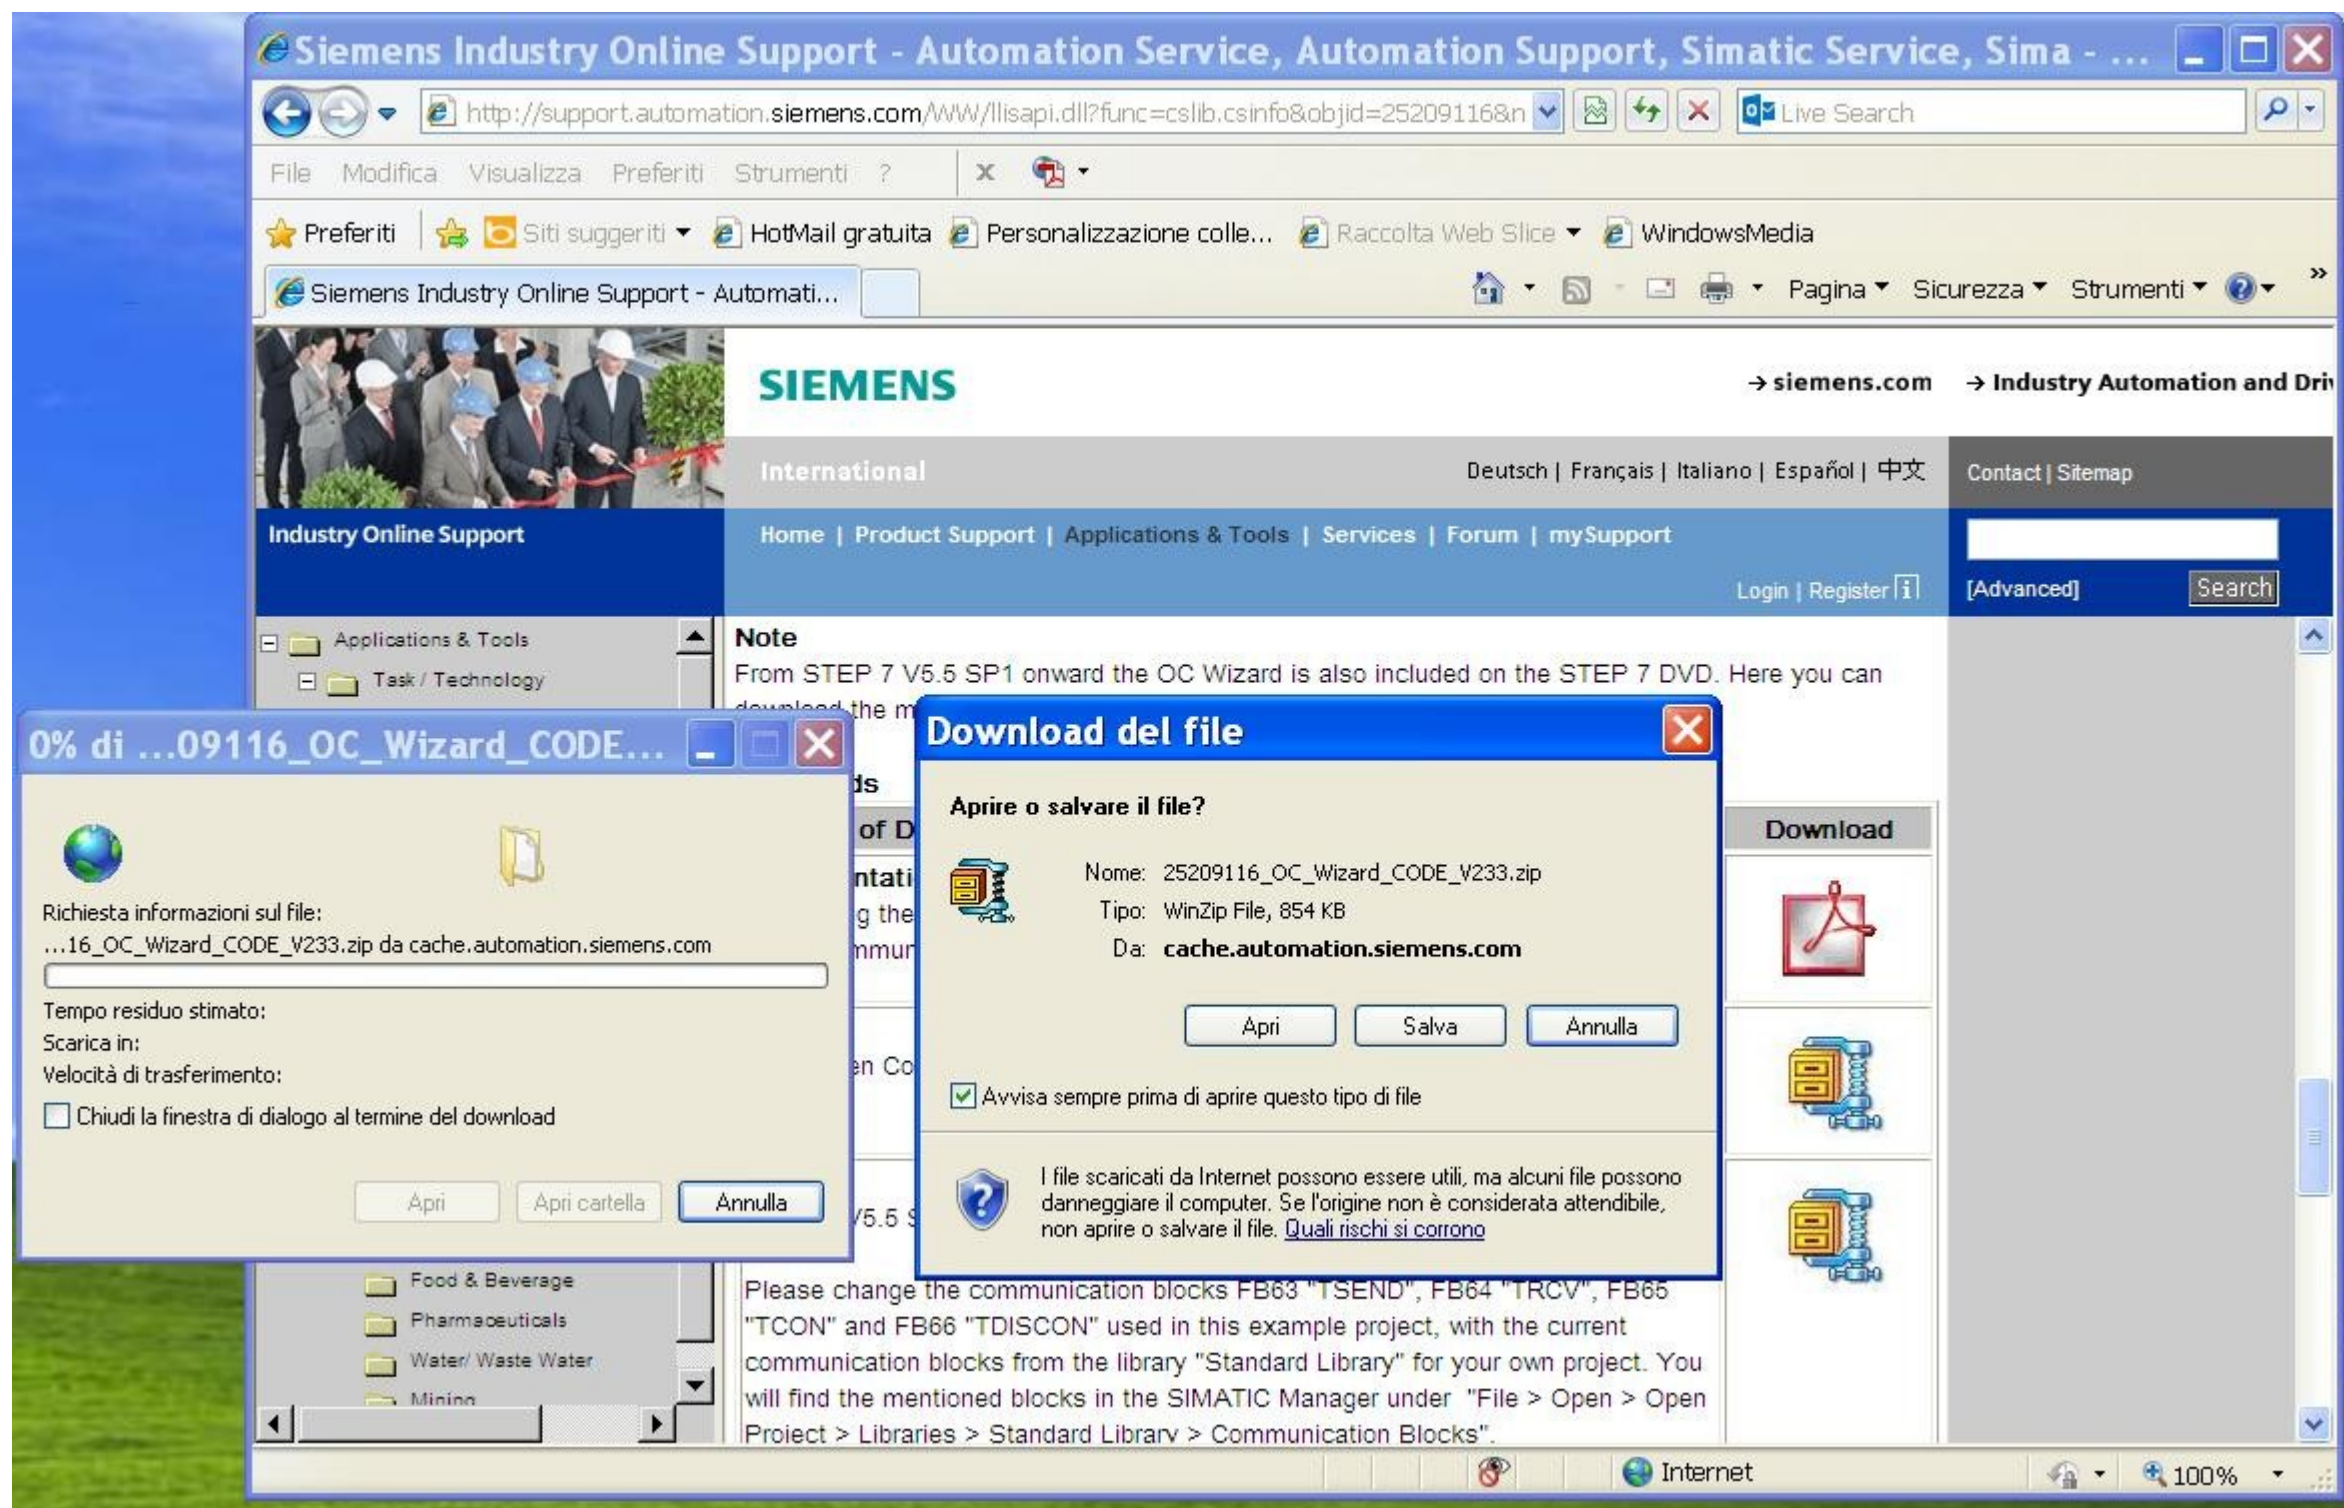 Siemens Industry Online Support - Automation Service, Automation Support, Simatic Service, Sima - ...
http://support.automation.siemens.com/WW/llisapi.dll?func=cslib.csinfo&objid=25209116&n
Live Search
File Modifica Visualizza Preferiti Strumenti ?
x
Preferiti Siti suggeriti HotMail gratuita Personalizzazione colle... Raccolta Web Slice WindowsMedia
Siemens Industry Online Support - Automati...
Pagina Sicurezza Strumenti »
SIEMENS
→ siemens.com → Industry Automation and Driv
International
Deutsch | Français | Italiano | Español | 中文
Contact | Sitemap
Industry Online Support
Home | Product Support | Applications & Tools | Services | Forum | mySupport
Login | Register i
[Advanced] Search
Applications & Tools
Task / Technology
Note
From STEP 7 V5.5 SP1 onward the OC Wizard is also included on the STEP 7 DVD. Here you can
download the m
0% di ...09116_OC_Wizard_CODE...
Richiesta informazioni sul file:
...16_OC_Wizard_CODE_V233.zip da cache.automation.siemens.com
Tempo residuo stimato:
Scarica in:
Velocità di trasferimento:
Chiudi la finestra di dialogo al termine del download
Apri Apri cartella Annulla
ds
of D
Download
ntati
g the
mmun
en Co
V5.5 S
Download del file
Aprire o salvare il file?
Nome: 25209116_OC_Wizard_CODE_V233.zip
Tipo: WinZip File, 854 KB
Da: cache.automation.siemens.com
Apri Salva Annulla
Avvisa sempre prima di aprire questo tipo di file
I file scaricati da Internet possono essere utili, ma alcuni file possono
danneggiare il computer. Se l'origine non è considerata attendibile,
non aprire o salvare il file. Quali rischi si corrono
Food & Beverage
Pharmaceuticals
Water/ Waste Water
Mining
Please change the communication blocks FB63 "TSEND", FB64 "TRCV", FB65
"TCON" and FB66 "TDISCON" used in this example project, with the current
communication blocks from the library "Standard Library" for your own project. You
will find the mentioned blocks in the SIMATIC Manager under "File > Open > Open
Project > Libraries > Standard Library > Communication Blocks".
Internet
100%